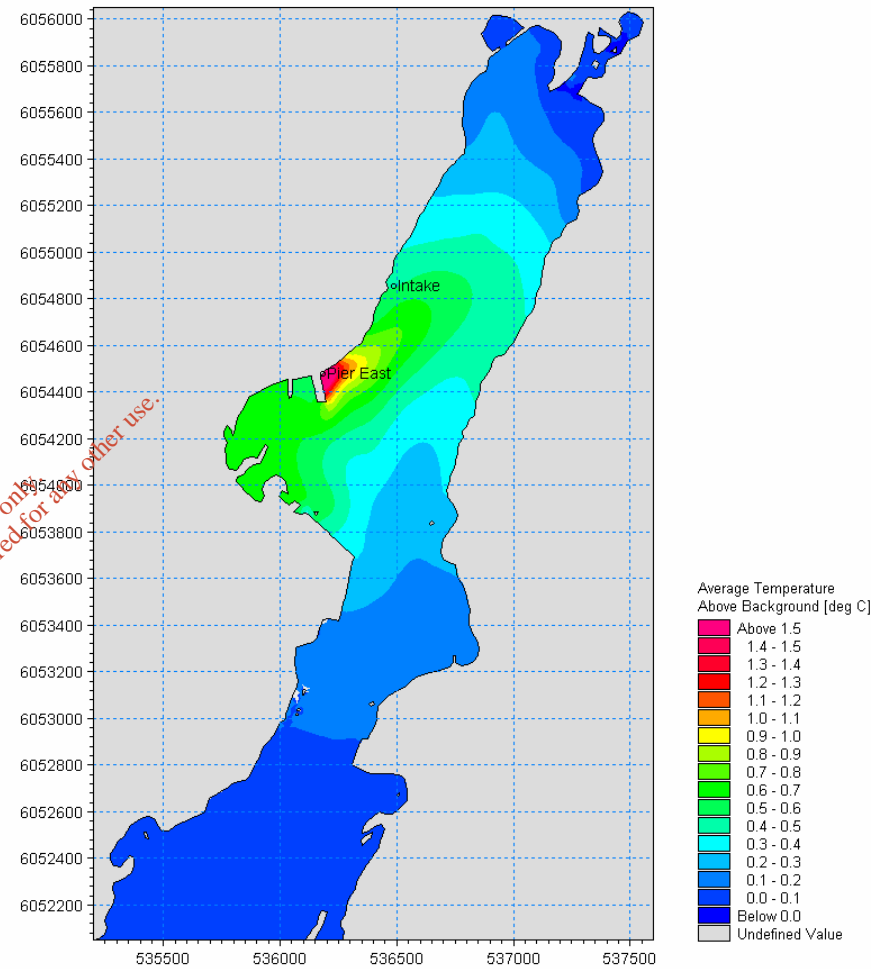 6056000
6055800
6055600
6055400
6055200
6055000
6054800
6054600
6054400
6054200
6054000
6053800
6053600
6053400
6053200
6053000
6052800
6052600
6052400
6052200
535500 536000 536500 537000 537500
Intake
Pier East
only
for any other use.
Average Temperature
Above Background [deg C]
Above 1.5
1.4 - 1.5
1.3 - 1.4
1.2 - 1.3
1.1 - 1.2
1.0 - 1.1
0.9 - 1.0
0.8 - 0.9
0.7 - 0.8
0.6 - 0.7
0.5 - 0.6
0.4 - 0.5
0.3 - 0.4
0.2 - 0.3
0.1 - 0.2
0.0 - 0.1
Below 0.0
Undefined Value